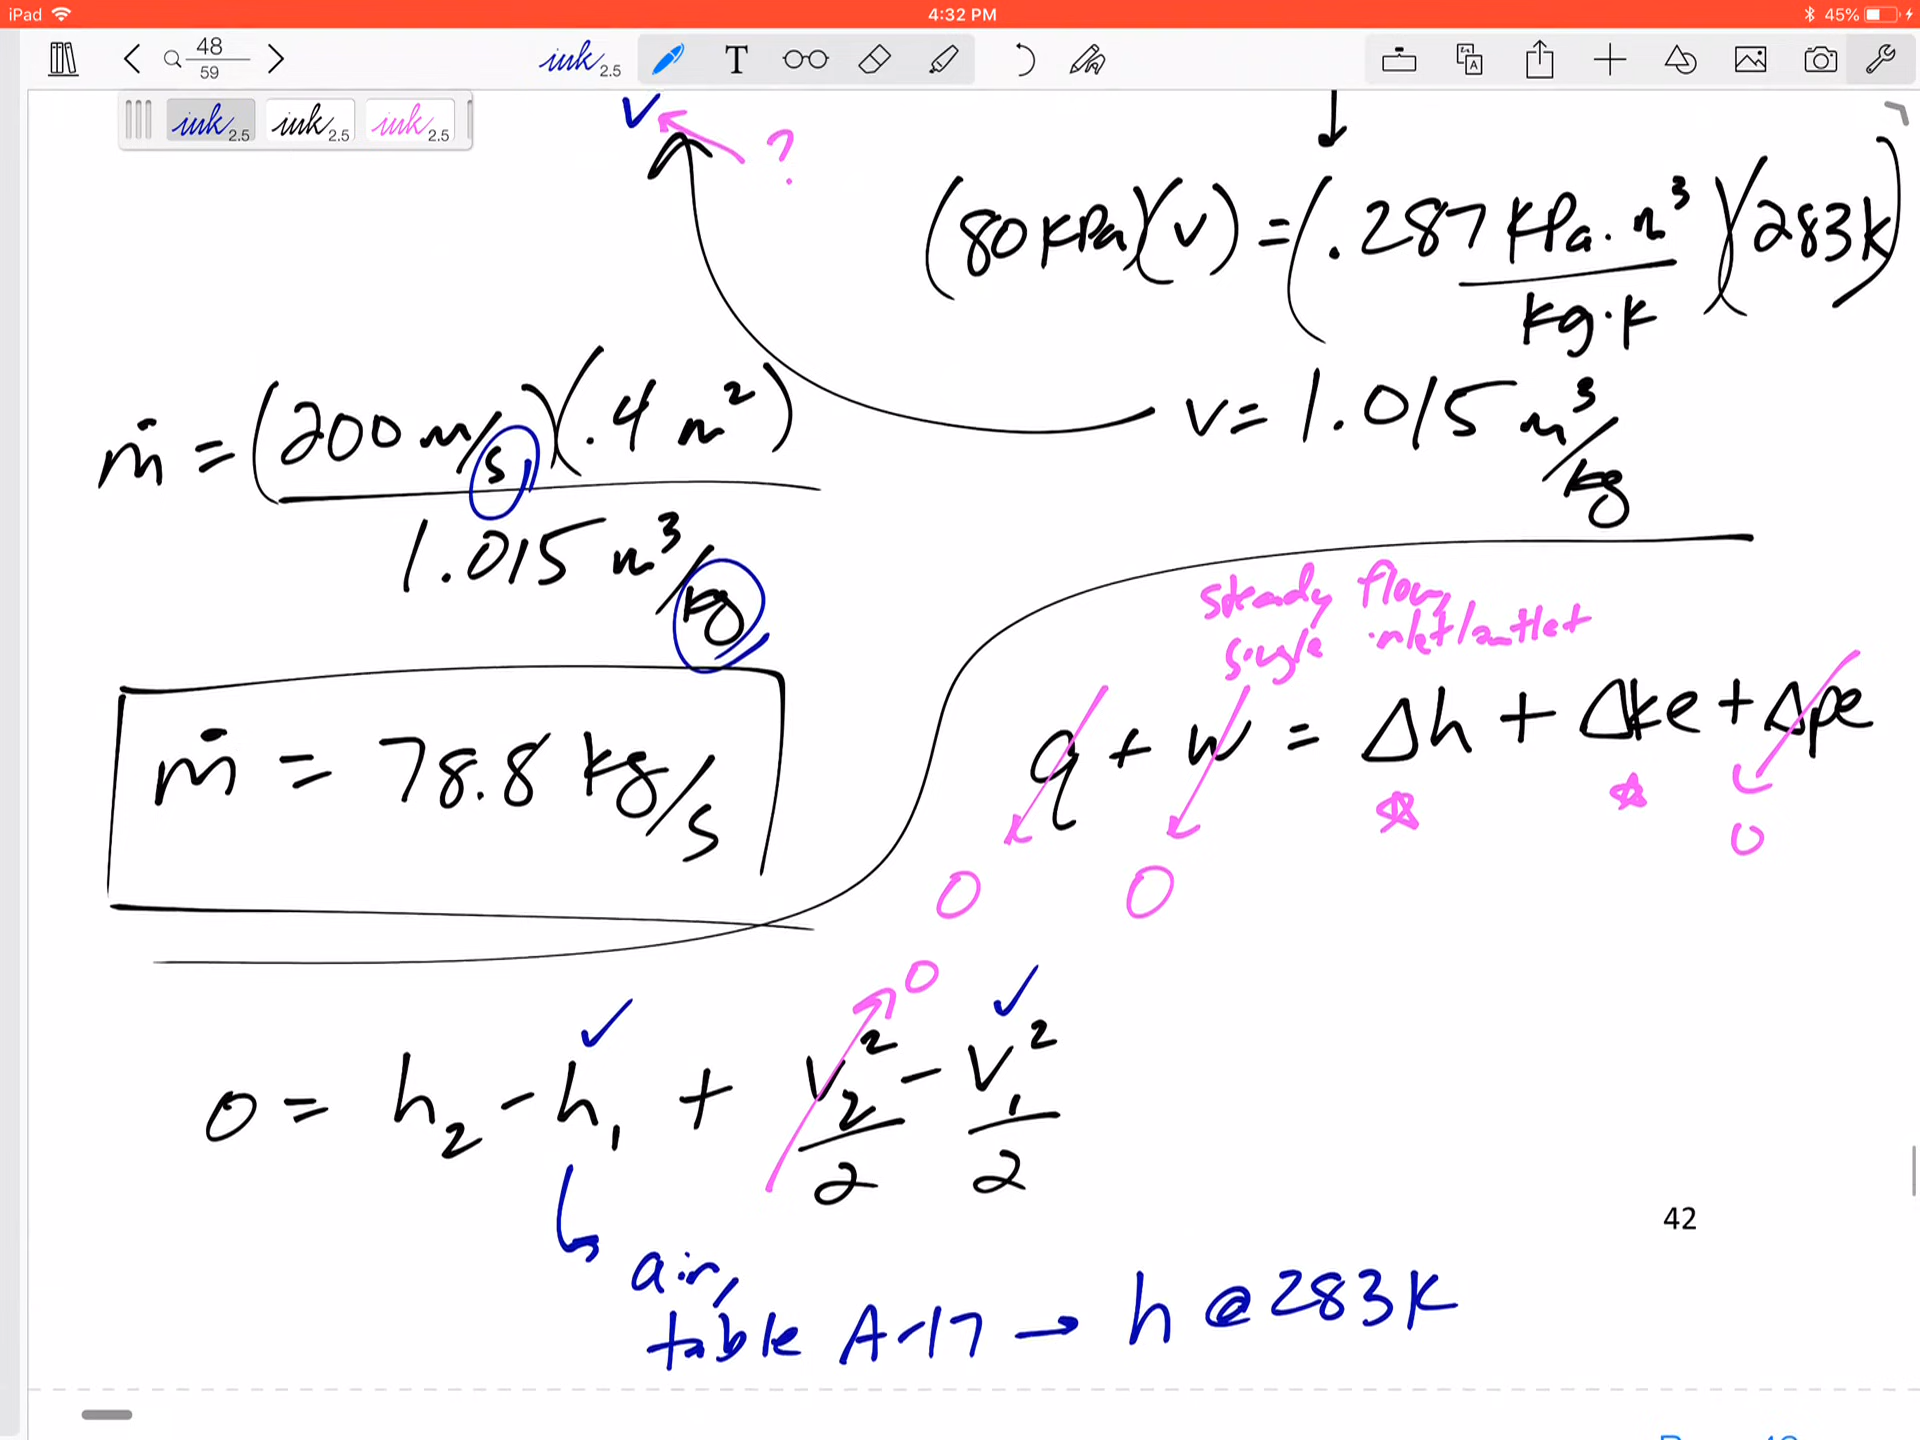 iPad 4:32 PM 45%
48
59
ink 2.5 T
ink 2.5 ink 2.5 ink 2.5
V ?
(80 kPa)(v) = (.287 kPa·m³/kg·K)(283K)
ṁ = (200 m/s)(.4 m²)
1.015 m³/kg
v = 1.015 m³/kg
ṁ = 78.8 kg/s
steady flow,
single inlet/outlet
q + w = Δh + Δke + Δpe
0 0 0
0
0 = h₂ - h₁ + V₂²/2 - V₁²/2
42
air,
table A-17 → h @ 283K